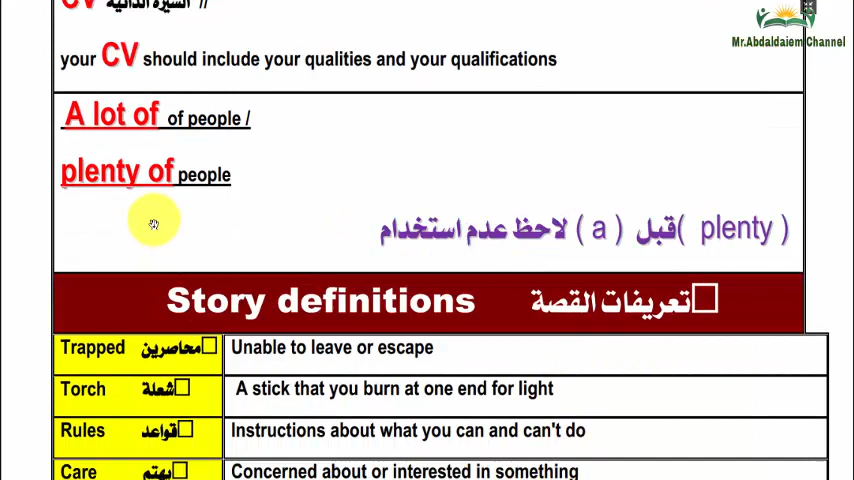 CV السيرة الذاتية //
Mr.Abdaldaiem Channel
your CV should include your qualities and your qualifications
A lot of of people /
plenty of people
لاحظ عدم استخدام ( a ) قبل ( plenty )
Story definitions تعريفات القصة
Trapped محاصرين Unable to leave or escape
Torch شعلة A stick that you burn at one end for light
Rules قواعد Instructions about what you can and can't do
Care يهتم Concerned about or interested in something